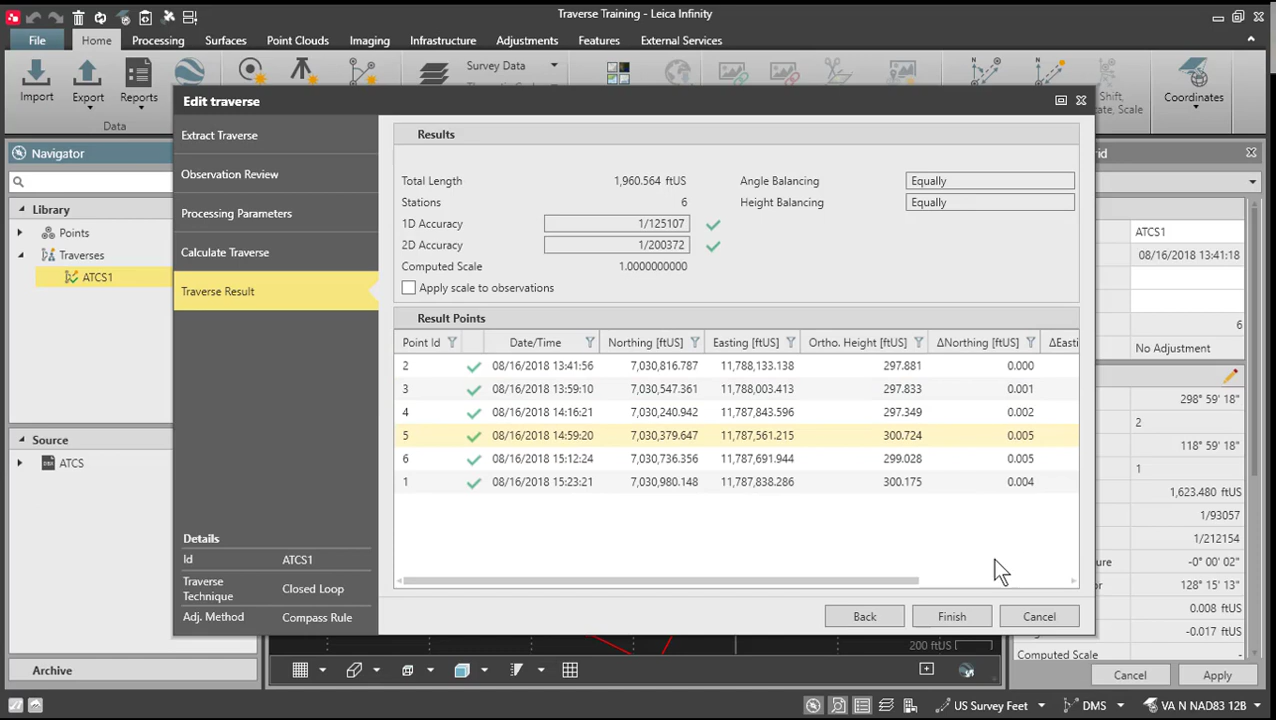 Traverse Training - Leica Infinity
File Home Processing Surfaces Point Clouds Imaging Infrastructure Adjustments Features External Services
Import Export Reports
Survey Data
Shift,
Scale
Coordinates
Data
Edit traverse
Navigator
Library
Points
Traverses
ATCS1
Source
ATCS
Archive
Extract Traverse
Observation Review
Processing Parameters
Calculate Traverse
Traverse Result
Details
Id ATCS1
Traverse Technique Closed Loop
Adj. Method Compass Rule
Results
Total Length 1,960.564 ftUS Angle Balancing Equally
Stations 6 Height Balancing Equally
1D Accuracy 1/125107
2D Accuracy 1/200372
Computed Scale 1.0000000000
Apply scale to observations
Result Points
Point Id Date/Time Northing [ftUS] Easting [ftUS] Ortho. Height [ftUS] ΔNorthing [ftUS] ΔEasti
2 08/16/2018 13:41:56 7,030,816.787 11,788,133.138 297.881 0.000
3 08/16/2018 13:59:10 7,030,547.361 11,788,003.413 297.833 0.001
4 08/16/2018 14:16:21 7,030,240.942 11,787,843.596 297.349 0.002
5 08/16/2018 14:59:20 7,030,379.647 11,787,561.215 300.724 0.005
6 08/16/2018 15:12:24 7,030,736.356 11,787,691.944 299.028 0.005
1 08/16/2018 15:23:21 7,030,980.148 11,787,838.286 300.175 0.004
Back Finish Cancel
rid
ATCS1
08/16/2018 13:41:18
6
No Adjustment
298° 59' 18"
2
118° 59' 18"
1
1,623.480 ftUS
1/93057
1/212154
ure -0° 00' 02"
or 128° 15' 13"
0.008 ftUS
-0.017 ftUS
Computed Scale -
200 ftUS
Cancel Apply
US Survey Feet DMS VA N NAD83 12B